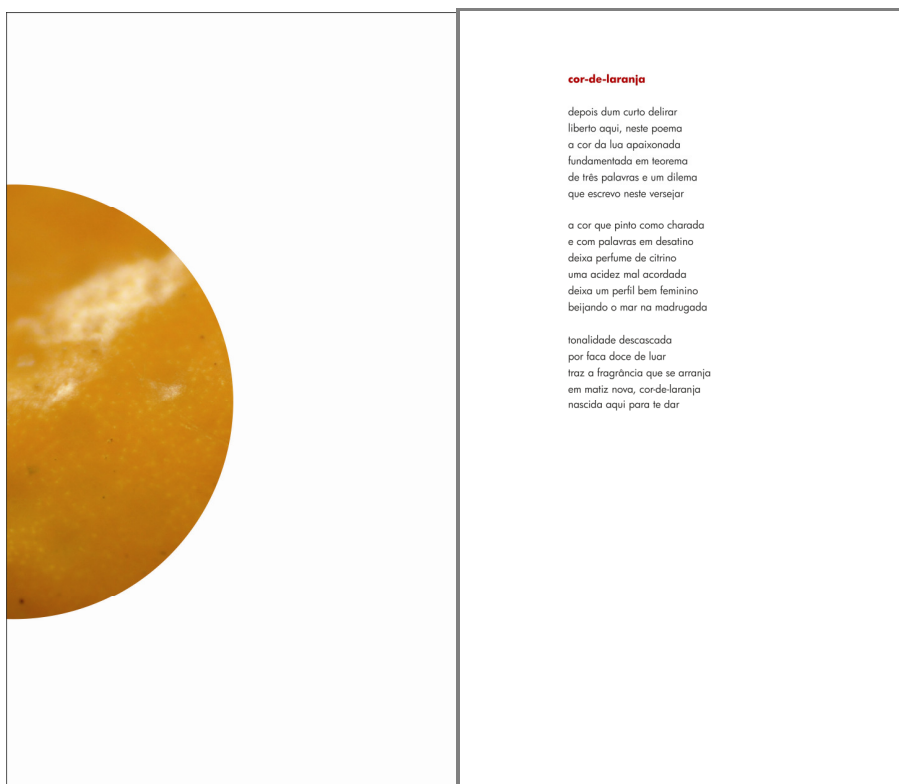 cor-de-laranja
depois dum curto delirar
liberto aqui, neste poema
a cor da lua apaixonada
fundamentada em teorema
de três palavras e um dilema
que escrevo neste versejar
a cor que pinto como charada
e com palavras em desatino
deixa perfume de citrino
uma acidez mal acordada
deixa um perfil bem feminino
beijando o mar na madrugada
tonalidade descascada
por faca doce de luar
traz a fragrância que se arranja
em matiz nova, cor-de-laranja
nascida aqui para te dar